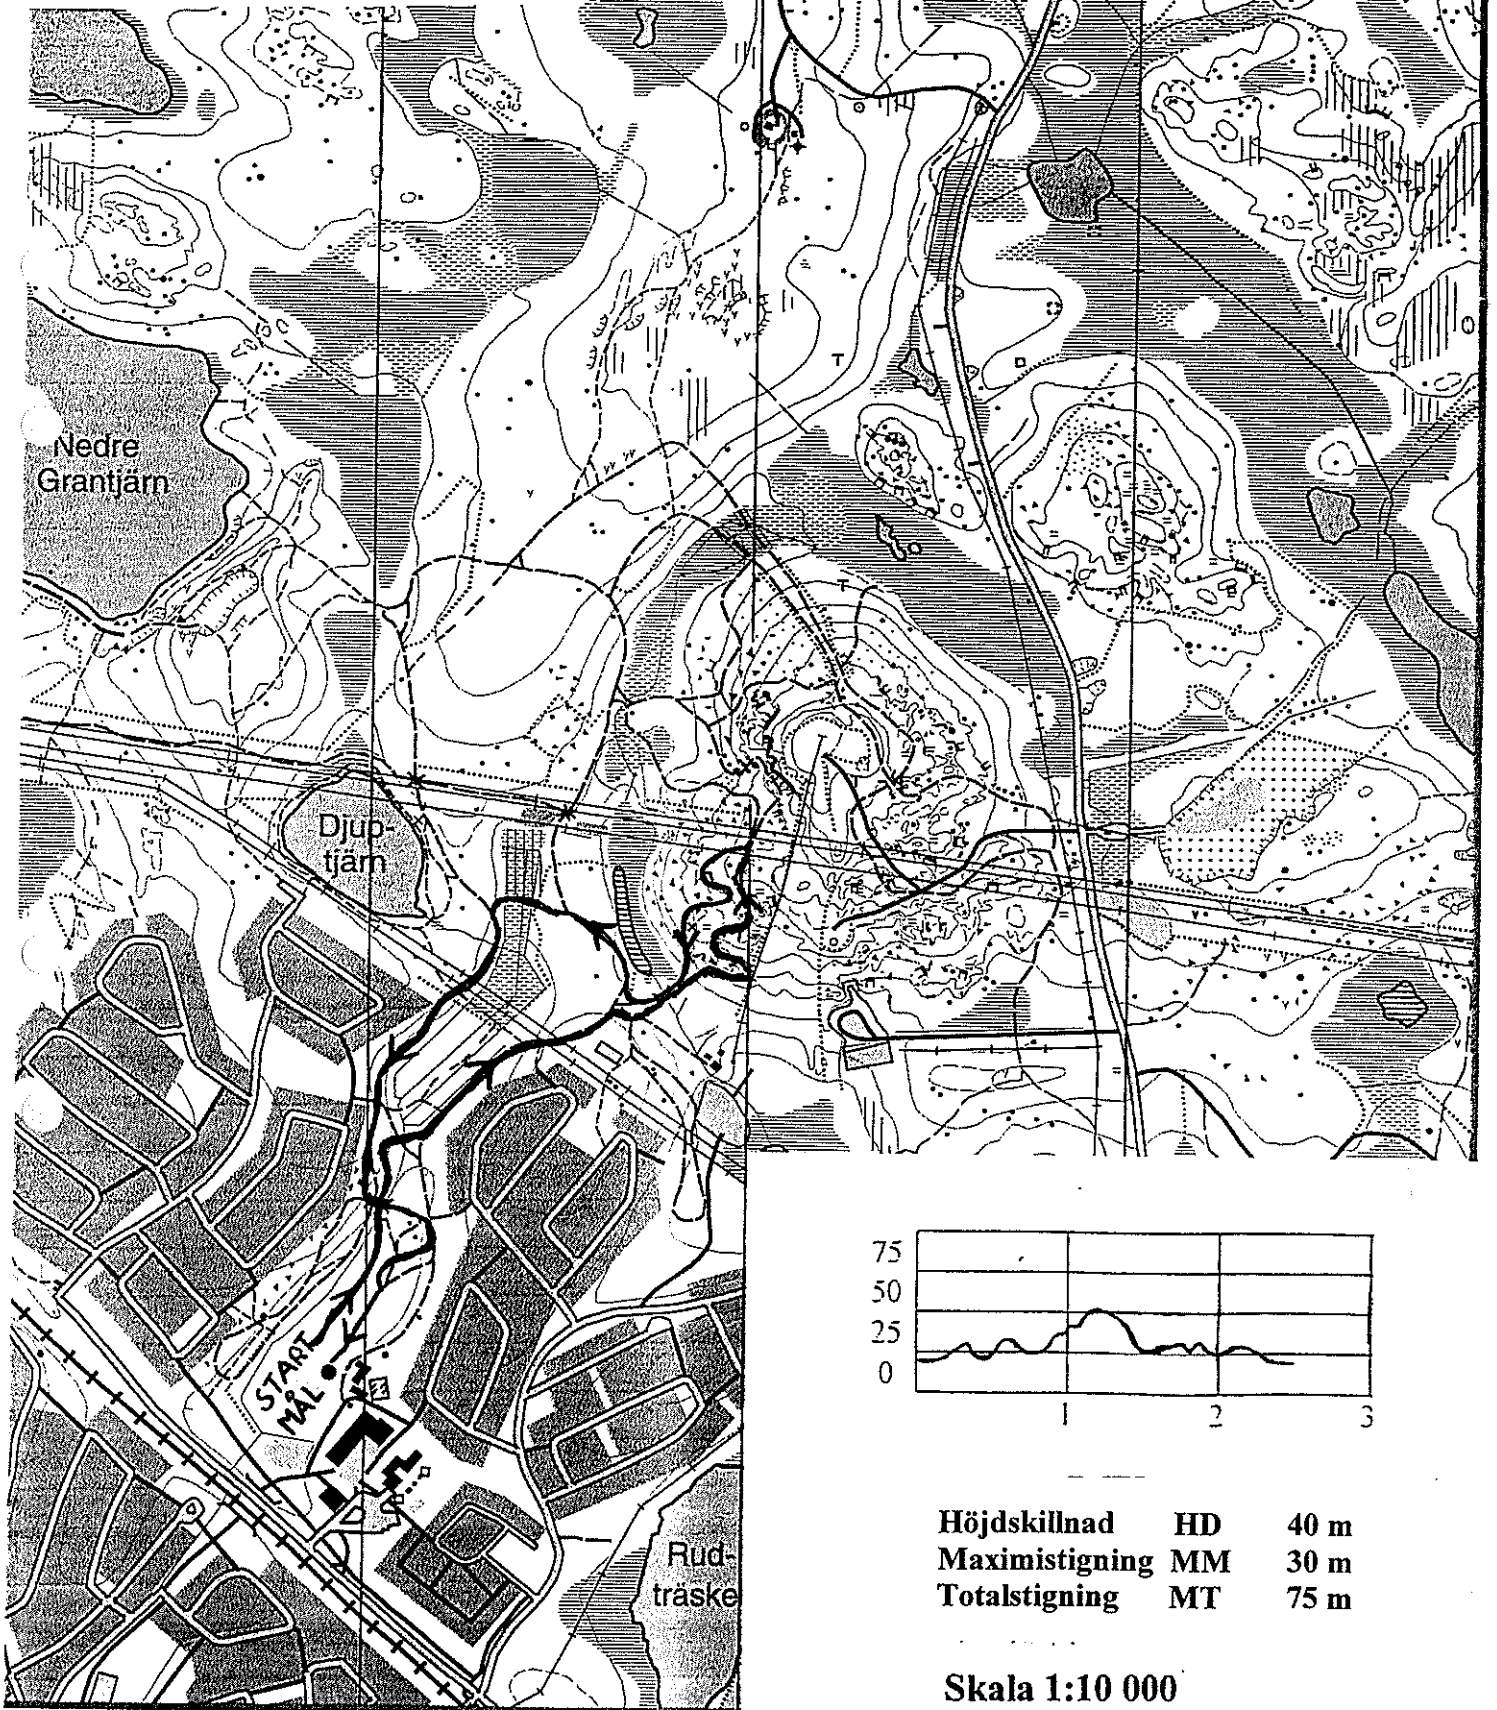 Nedre
Grantjärn
Djup-
tjärn
START
MÅL
Rud-
träske
75
50
25
0
1 2 3
Höjdskillnad HD 40 m
Maximistigning MM 30 m
Totalstigning MT 75 m
Skala 1:10 000